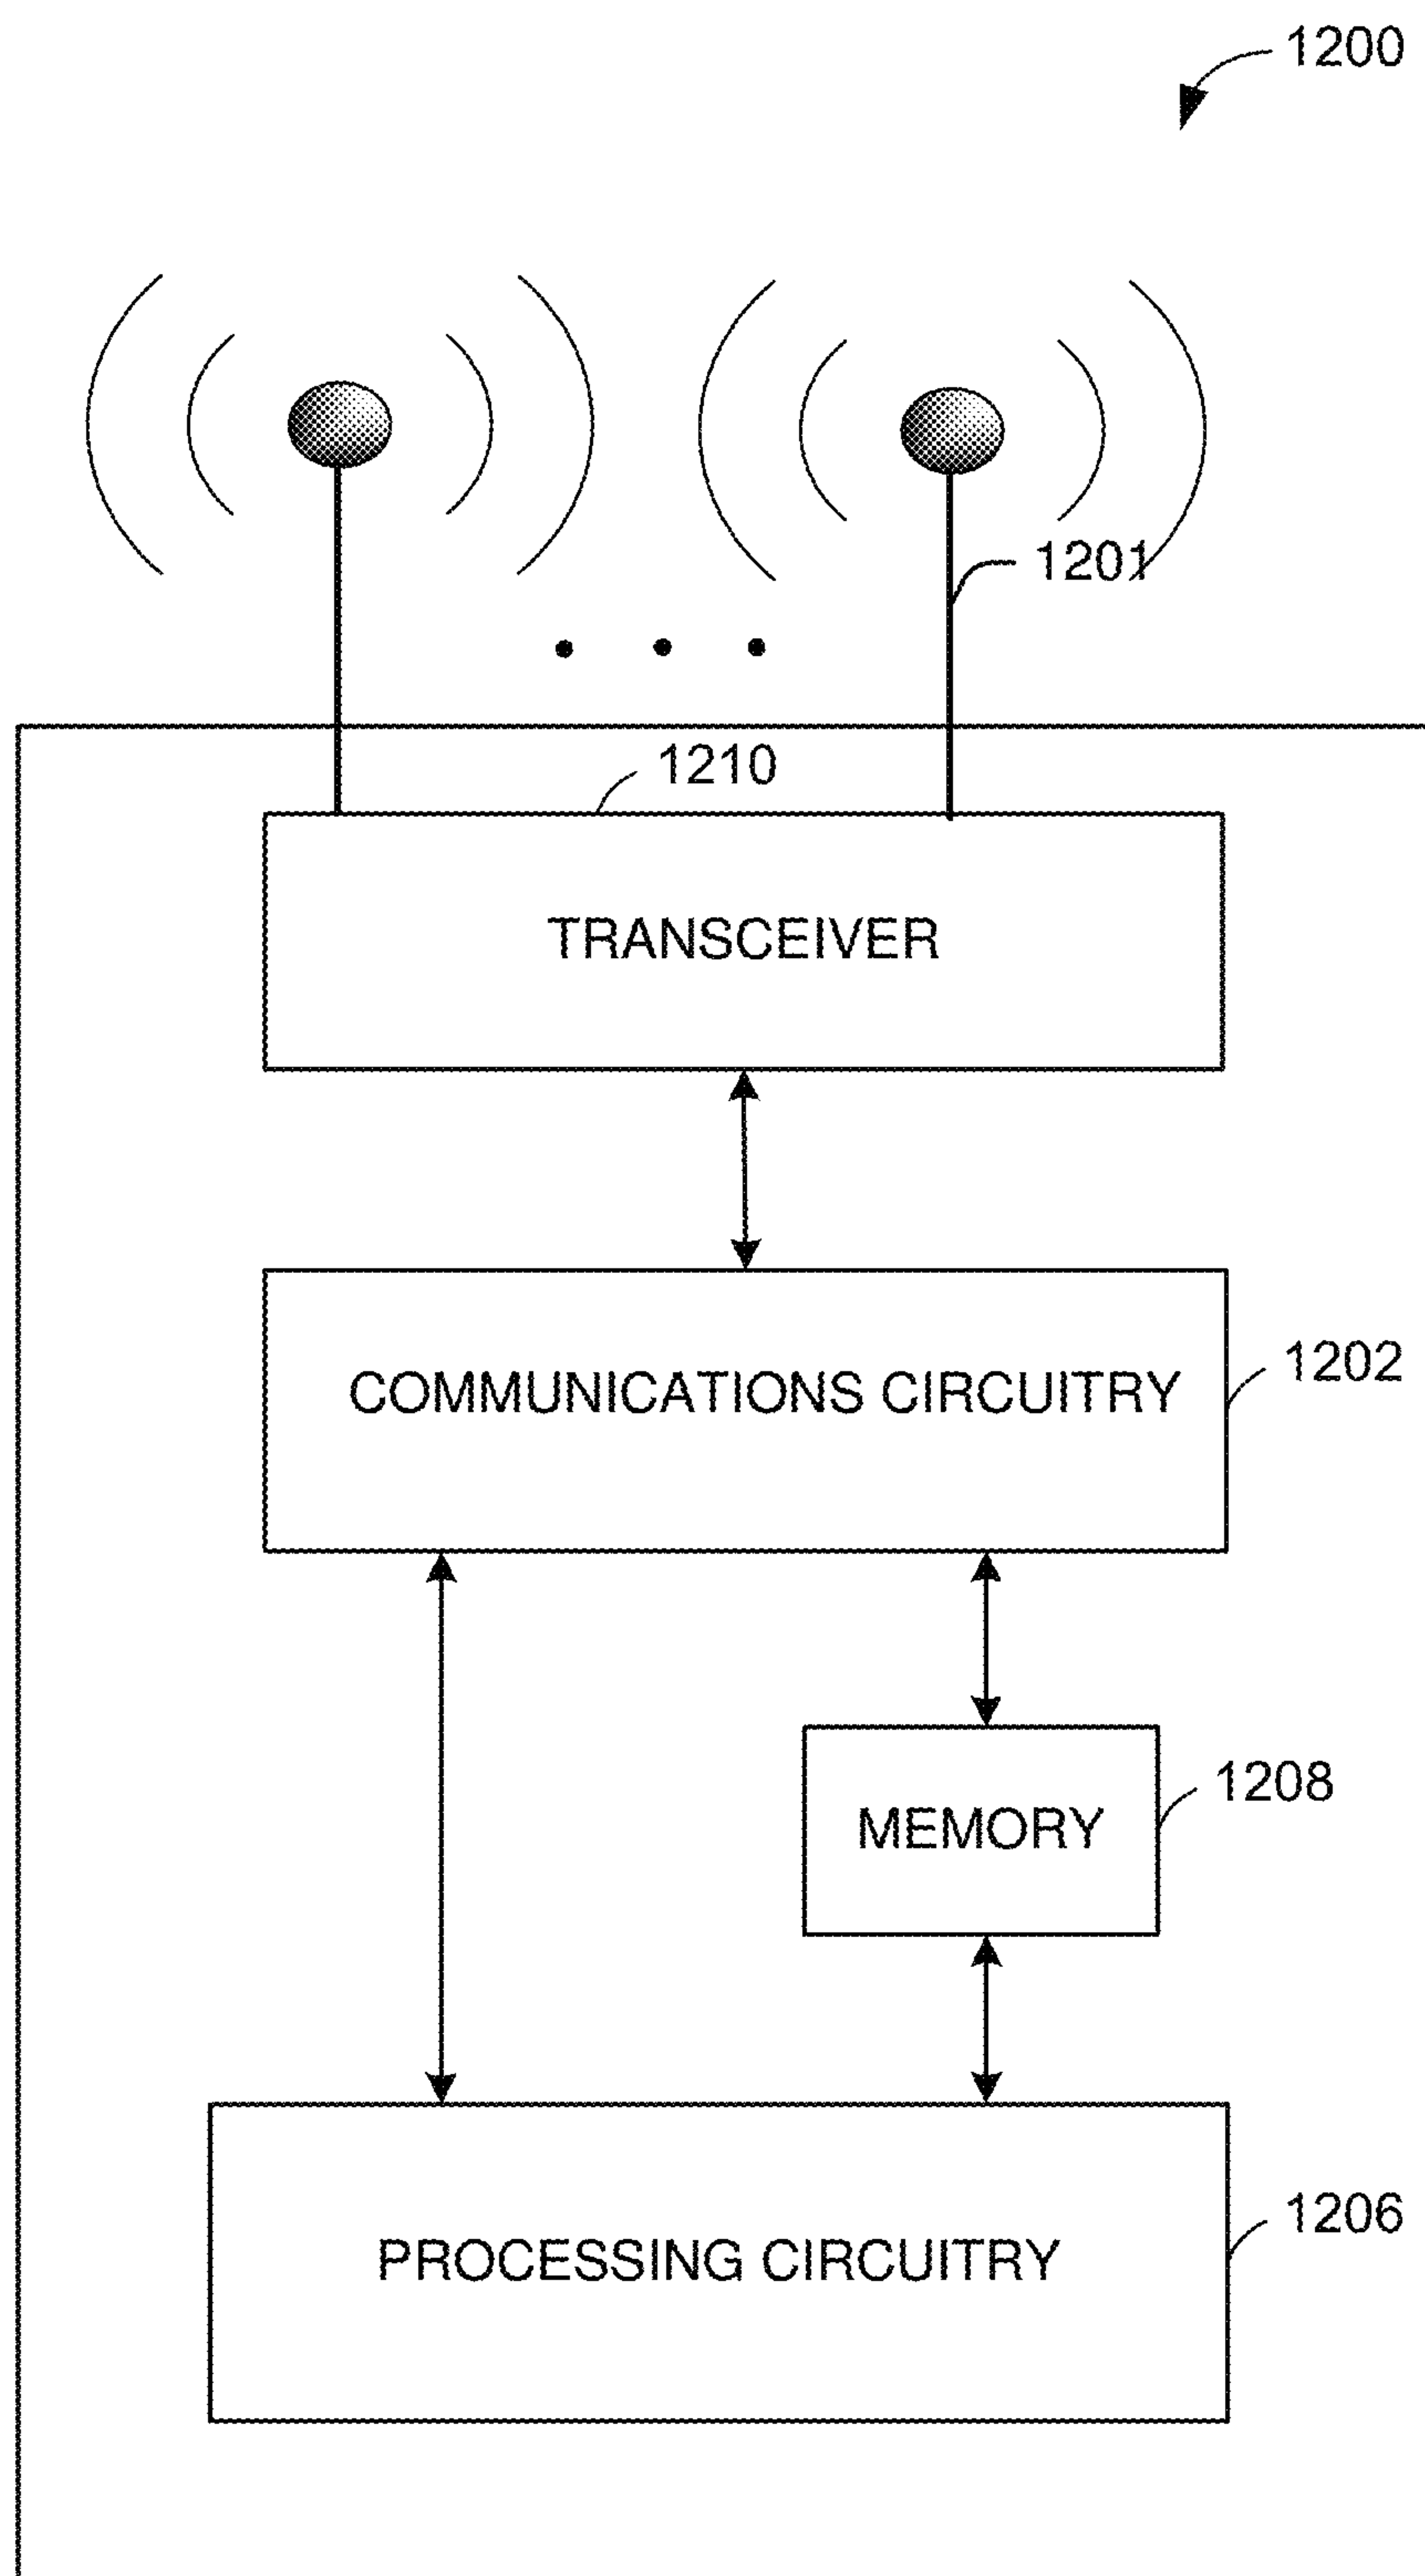 1200
1201
1210
TRANSCEIVER
COMMUNICATIONS CIRCUITRY
1202
MEMORY
1208
PROCESSING CIRCUITRY
1206